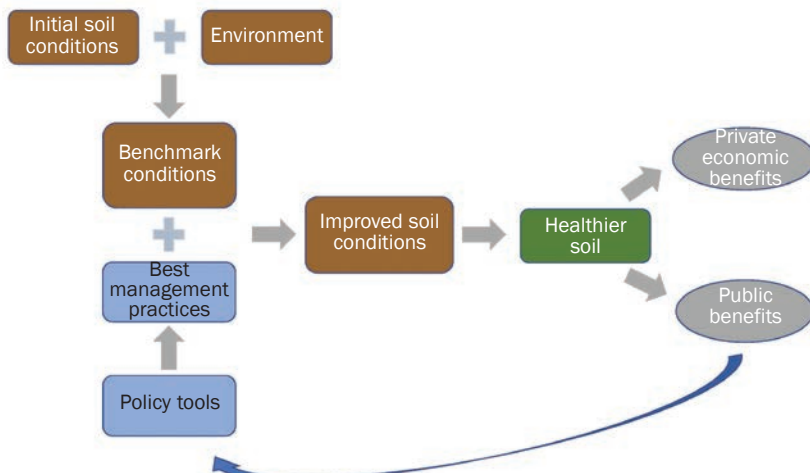 Initial soil
conditions
Environment
Benchmark
conditions
Best
management
practices
Policy tools
Improved soil
conditions
Healthier
soil
Private
economic
benefits
Public
benefits